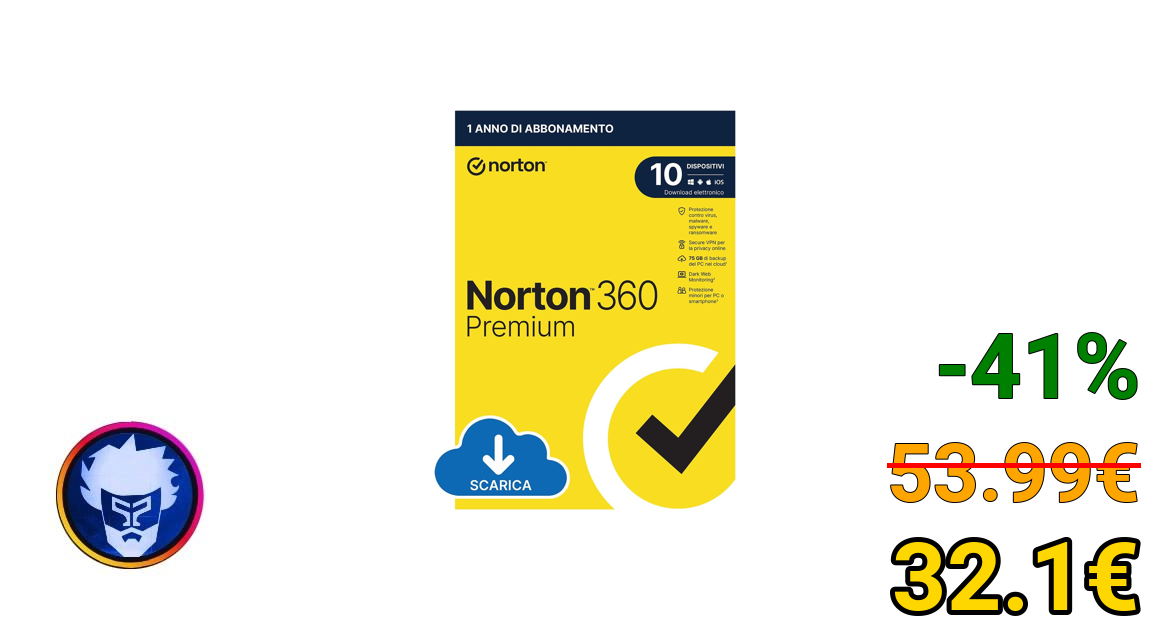 1 ANNO DI ABBONAMENTO
norton
10 DISPOSITIVI
iOS
Download elettronico
Protezione
contro virus,
malware,
spyware e
ransomware
Secure VPN per
la privacy online
75 GB di backup
del PC nel cloud‡
Dark Web
Monitoring
Protezione
minori per PC o
smartphone
Norton™ 360
Premium
SCARICA
-41%
53.99€
32.1€